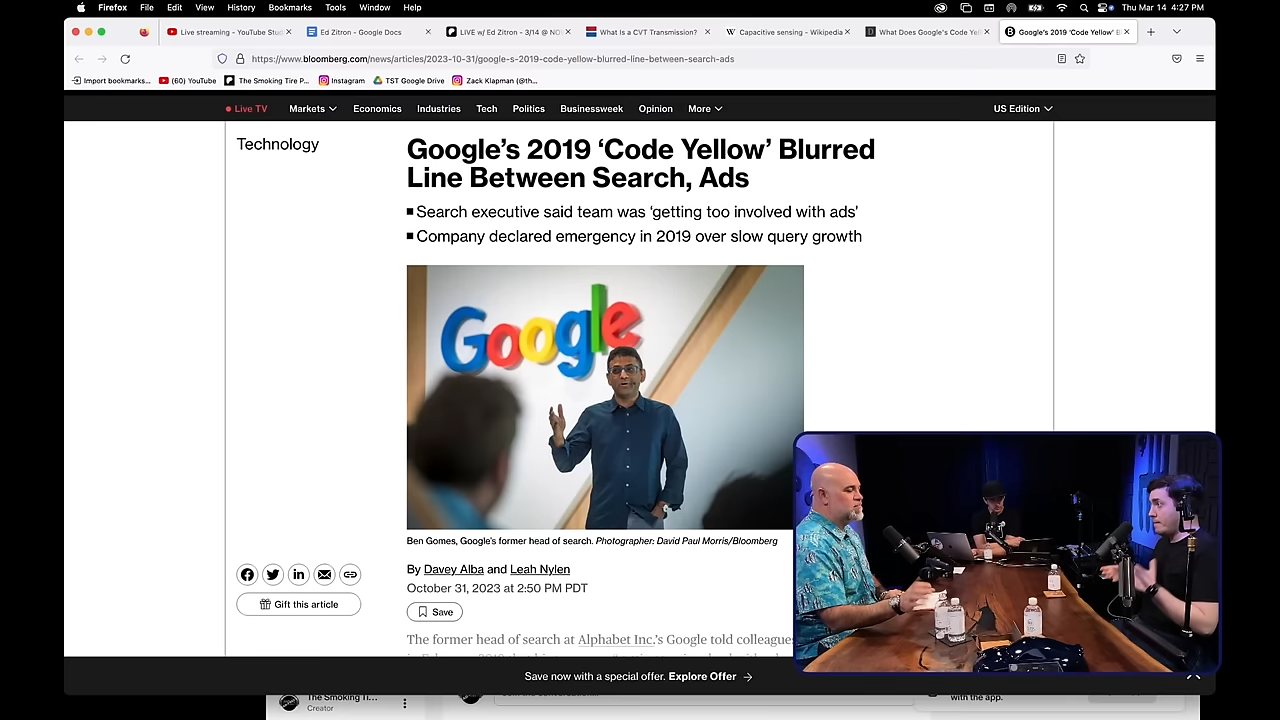 Firefox File Edit View History Bookmarks Tools Window Help Thu Mar 14 4:27 PM
Live streaming - YouTube Stud Ed Zitron - Google Docs LIVE w/ Ed Zitron - 3/14 @ NO What Is a CVT Transmission? Capacitive sensing - Wikipedia What Does Google's Code Yel Google's 2019 'Code Yellow' B
https://www.bloomberg.com/news/articles/2023-10-31/google-s-2019-code-yellow-blurred-line-between-search-ads
Import bookmarks... (60) YouTube The Smoking Tire P... Instagram TST Google Drive Zack Klapman (@th...
Live TV Markets Economics Industries Tech Politics Businessweek Opinion More US Edition
Technology
Google's 2019 'Code Yellow' Blurred
Line Between Search, Ads
Search executive said team was 'getting too involved with ads'
Company declared emergency in 2019 over slow query growth
Google
Ben Gomes, Google's former head of search. Photographer: David Paul Morris/Bloomberg
By Davey Alba and Leah Nylen
October 31, 2023 at 2:50 PM PDT
Gift this article
Save
The former head of search at Alphabet Inc.'s Google told colleagues
Save now with a special offer. Explore Offer
The Smoking Ti...
Creator
with the app.